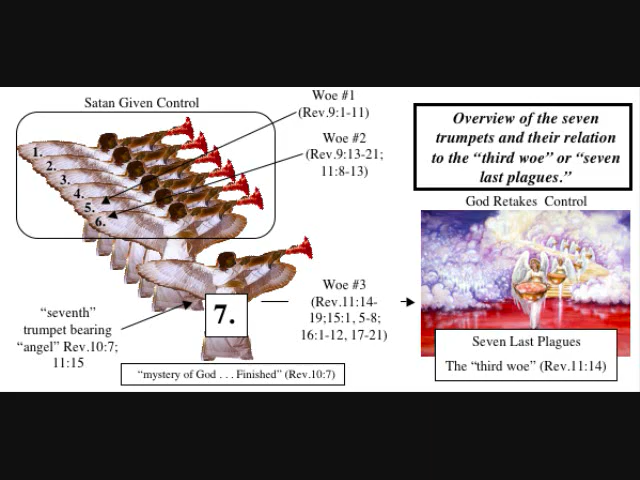 Satan Given Control
1.
2.
3.
4.
5.
6.
Woe #1
(Rev.9:1-11)
Woe #2
(Rev.9:13-21;
11:8-13)
Overview of the seven
trumpets and their relation
to the “third woe” or “seven
last plagues.”
God Retakes Control
“seventh”
trumpet bearing
“angel” Rev.10:7;
11:15
7.
Woe #3
(Rev.11:14-
19;15:1, 5-8;
16:1-12, 17-21)
“mystery of God . . . Finished” (Rev.10:7)
Seven Last Plagues
The “third woe” (Rev.11:14)